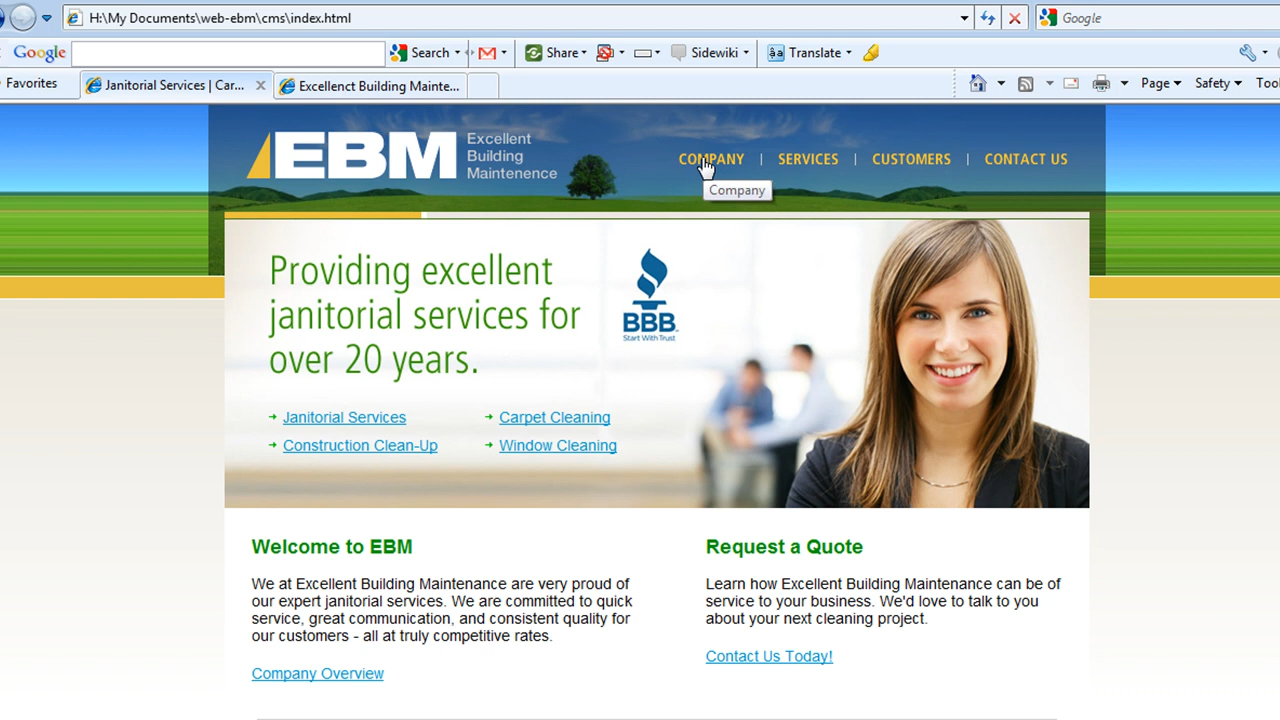 H:\My Documents\web-ebm\cms\index.html
Google
Google
Search
Share
Sidewiki
Translate
Favorites
Janitorial Services | Car...
Excellenct Building Mainte...
Page
Safety
Tool
EBM
Excellent
Building
Maintenence
COMPANY | SERVICES | CUSTOMERS | CONTACT US
Company
Providing excellent
janitorial services for
over 20 years.
BBB
Start With Trust
Janitorial Services
Carpet Cleaning
Construction Clean-Up
Window Cleaning
Welcome to EBM
We at Excellent Building Maintenance are very proud of
our expert janitorial services. We are committed to quick
service, great communication, and consistent quality for
our customers - all at truly competitive rates.
Company Overview
Request a Quote
Learn how Excellent Building Maintenance can be of
service to your business. We'd love to talk to you
about your next cleaning project.
Contact Us Today!